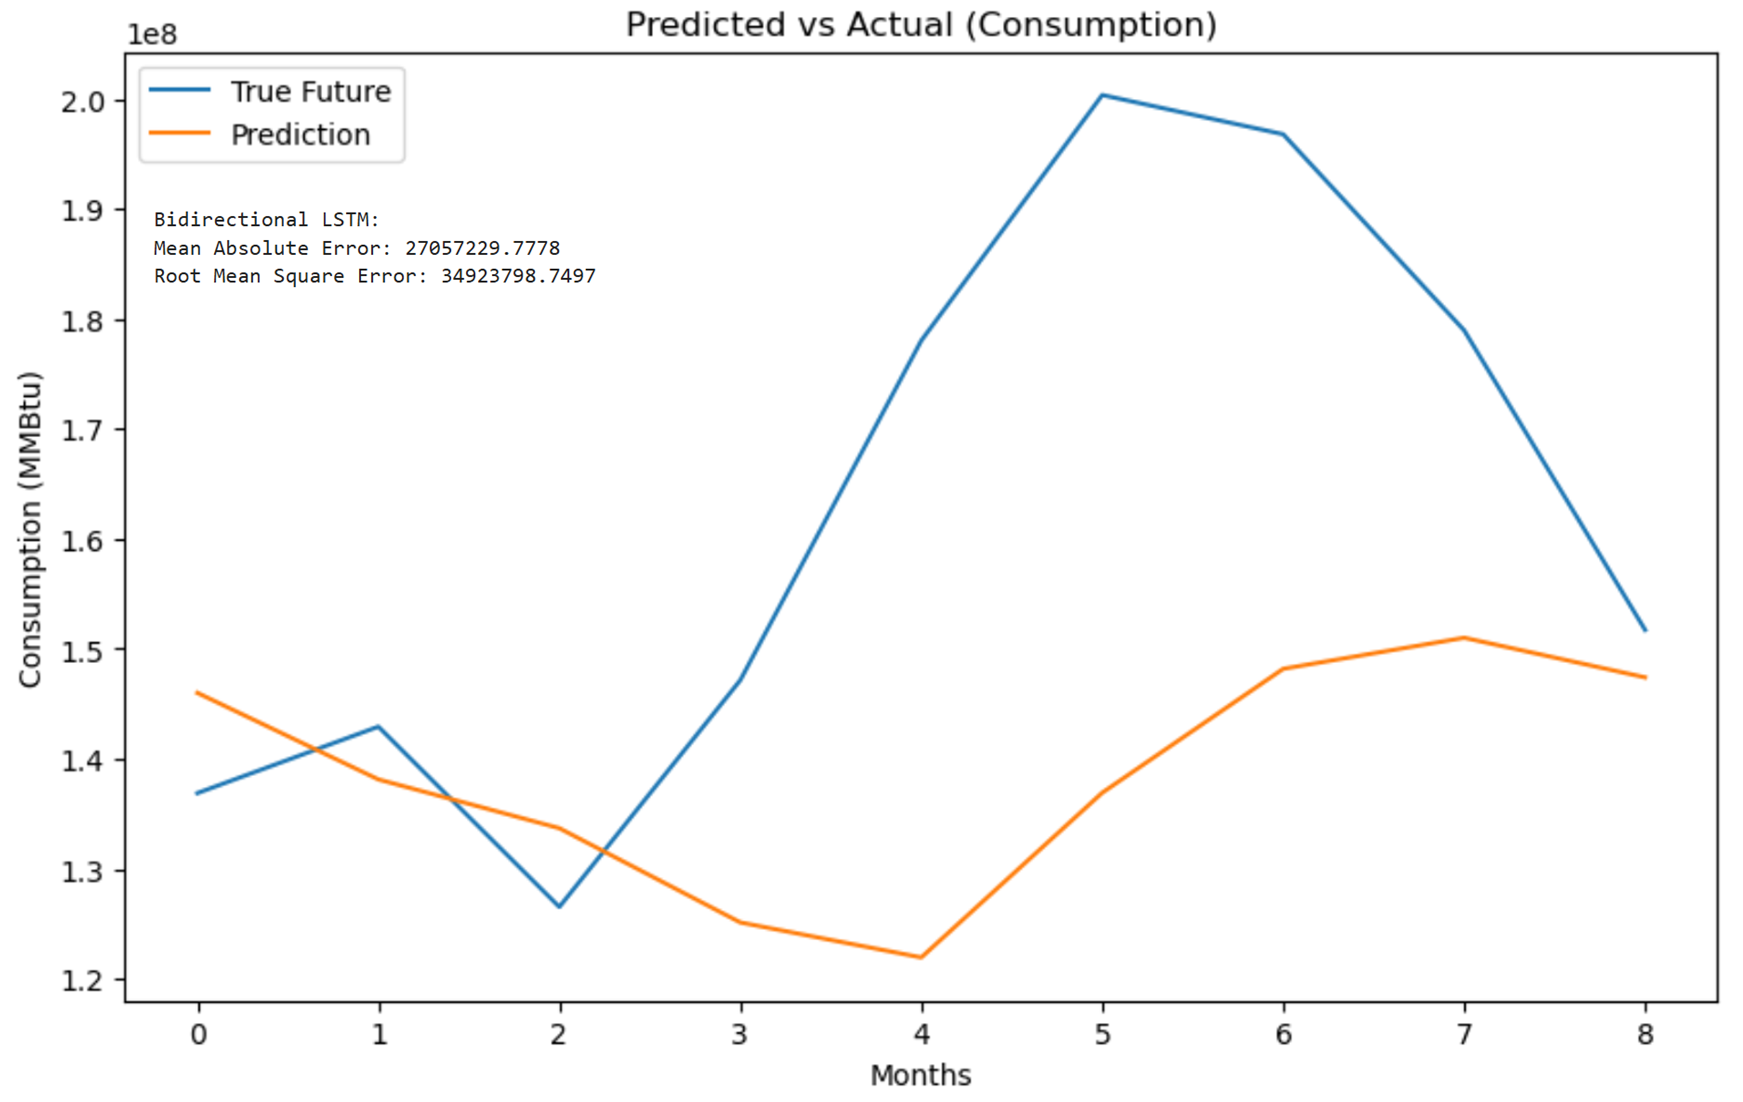 Predicted vs Actual (Consumption)
1e8
True Future
Prediction
Bidirectional LSTM:
Mean Absolute Error: 27057229.7778
Root Mean Square Error: 34923798.7497
2.0
1.9
1.8
1.7
1.6
1.5
1.4
1.3
1.2
Consumption (MMBtu)
0 1 2 3 4 5 6 7 8
Months